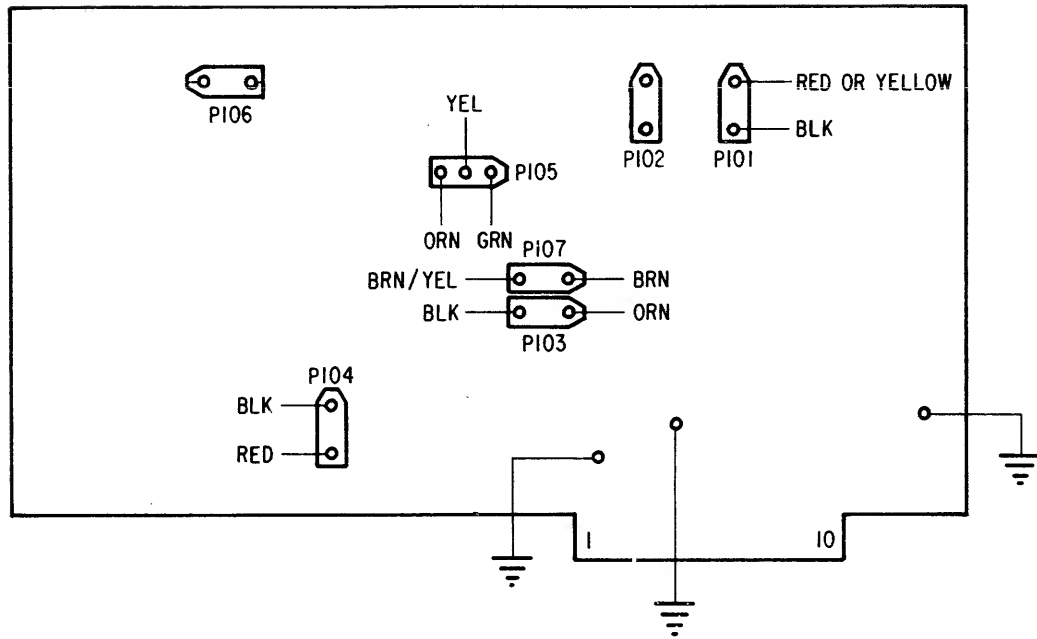 P106
YEL
P105
ORN GRN
P102
P101
RED OR YELLOW
BLK
P107
BRN/YEL
BRN
BLK
ORN
P103
P104
BLK
RED
1
10